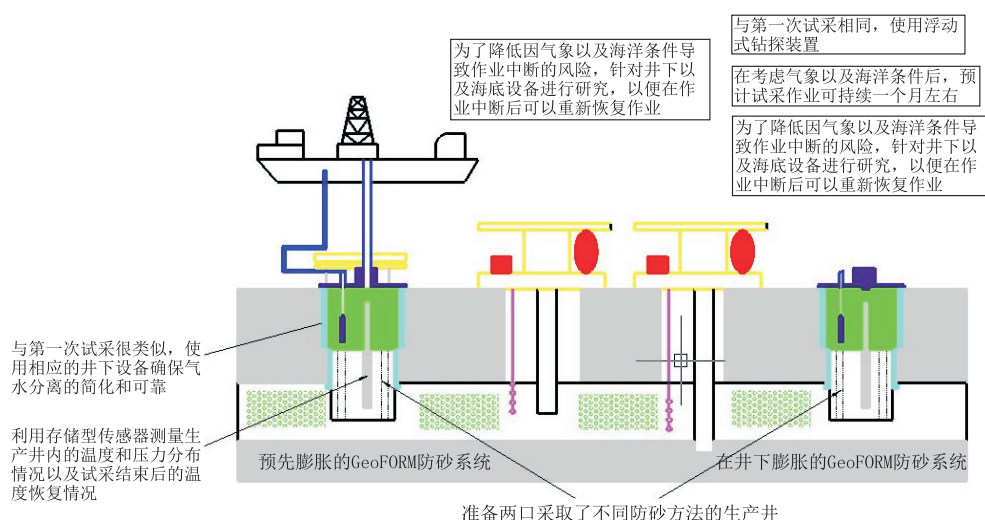 与第一次试采相同，使用浮动
式钻探装置
为了降低因气象以及海洋条件导
致作业中断的风险，针对井下以
及海底设备进行研究，以便在作
业中断后可以重新恢复作业
在考虑气象以及海洋条件后，预
计试采作业可持续一个月左右
为了降低因气象以及海洋条件导
致作业中断的风险，针对井下以
及海底设备进行研究，以便在作
业中断后可以重新恢复作业
与第一次试采很类似，使
用相应的井下设备确保气
水分离的简化和可靠
利用存储型传感器测量生
产井内的温度和压力分布
情况以及试采结束后的温
度恢复情况
预先膨胀的GeoFORM防砂系统
在井下膨胀的GeoFORM防砂系统
准备两口采取了不同防砂方法的生产井